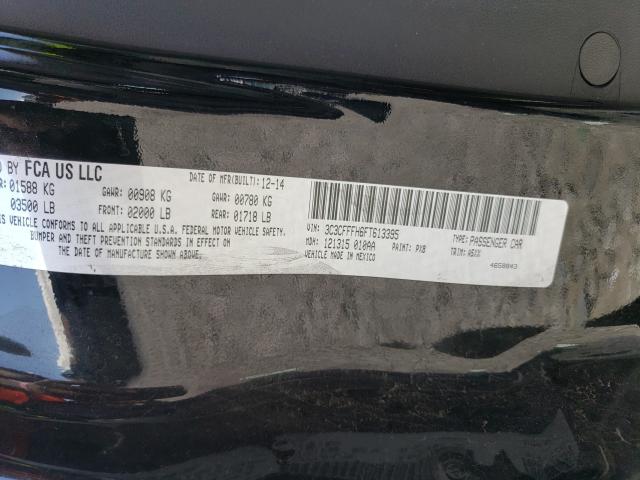 D BY FCA US LLC
DATE OF MFR(BUILT): 12-14
R: 01588 KG GAWR: 00908 KG GAWR: 00780 KG
03500 LB FRONT: 02000 LB REAR: 01718 LB
IS VEHICLE CONFORMS TO ALL APPLICABLE U.S.A. FEDERAL MOTOR VEHICLE SAFETY,
BUMPER AND THEFT PREVENTION STANDARDS IN EFFECT ON
THE DATE OF MANUFACTURE SHOWN ABOVE.
VIN: 3C3CFFFH6FT613395 TYPE: PASSENGER CAR
MDH: 121315 010AA PAINT: PXB TRIM:
VEHICLE MADE IN MEXICO
4658843